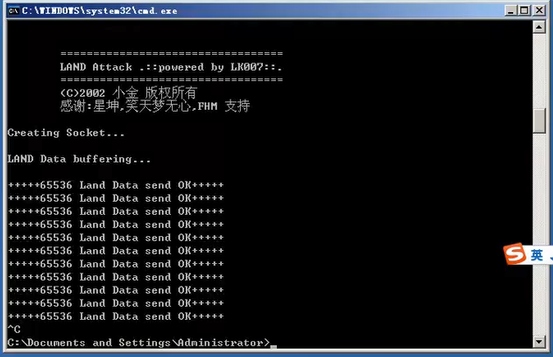 C:\WINDOWS\system32\cmd.exe
==================================
LAND Attack .::powered by LK007::.
==================================
(C)2002 小金 版权所有
感谢:星坤,笑天梦无心,FHM 支持
Creating Socket...
LAND Data buffering...
+++++65536 Land Data send OK+++++
+++++65536 Land Data send OK+++++
+++++65536 Land Data send OK+++++
+++++65536 Land Data send OK+++++
+++++65536 Land Data send OK+++++
+++++65536 Land Data send OK+++++
+++++65536 Land Data send OK+++++
+++++65536 Land Data send OK+++++
+++++65536 Land Data send OK+++++
+++++65536 Land Data send OK+++++
+++++65536 Land Data send OK+++++
^C
C:\Documents and Settings\Administrator>_
S 英